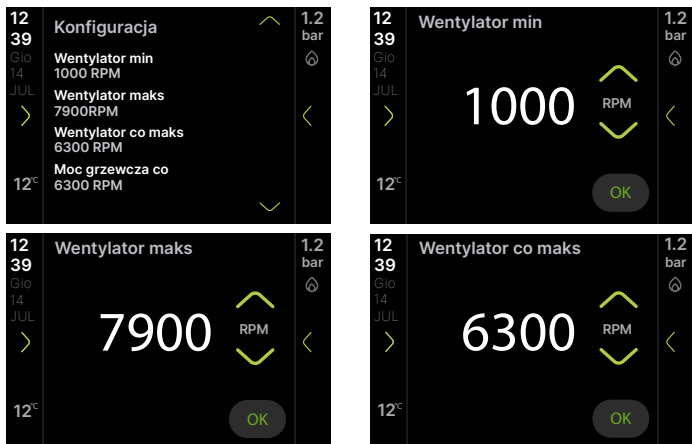 12
39
Gio
14
JUL
12°C
Konfiguracja
Wentylator min
1000 RPM
Wentylator maks
7900RPM
Wentylator co maks
6300 RPM
Moc grzewcza co
6300 RPM
1.2
bar
12
39
Gio
14
JUL
12°C
Wentylator min
1000
RPM
OK
1.2
bar
12
39
Gio
14
JUL
12°C
Wentylator maks
7900
RPM
OK
1.2
bar
12
39
Gio
14
JUL
12°C
Wentylator co maks
6300
RPM
OK
1.2
bar